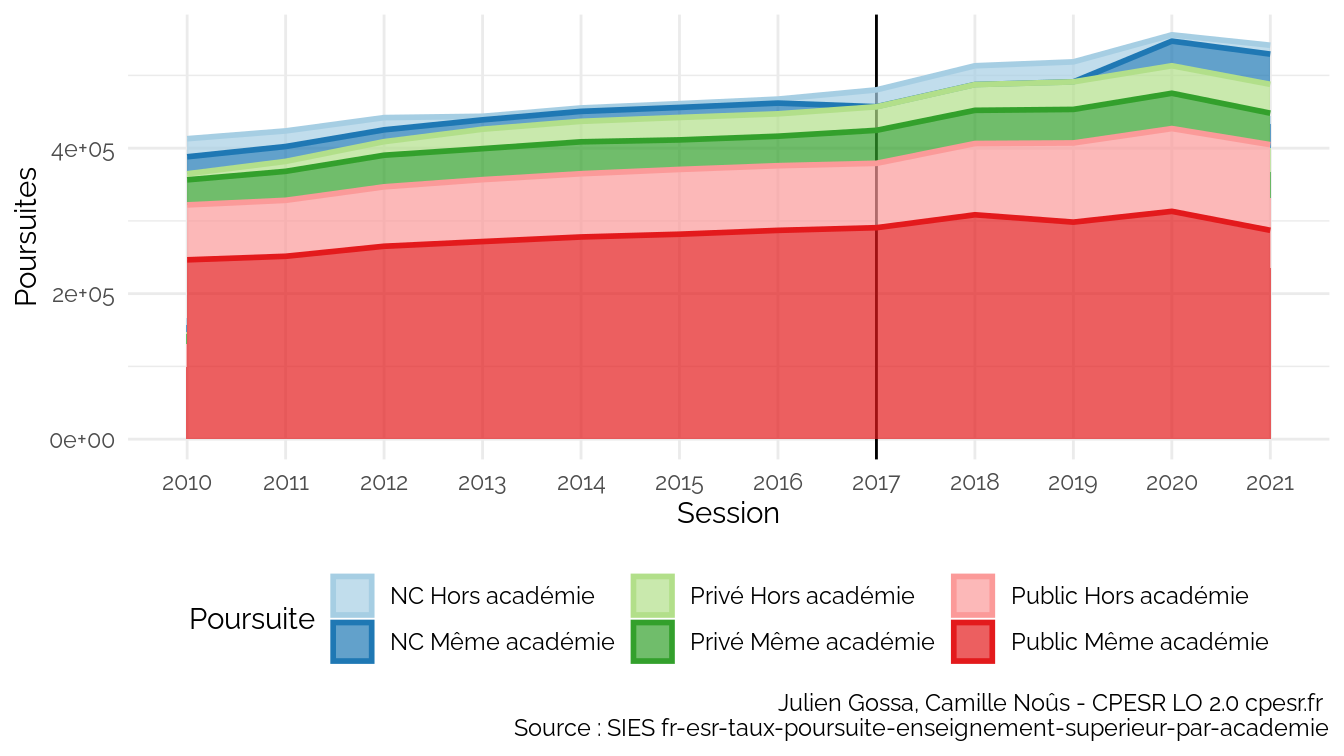 Poursuites
4e+05
2e+05
0e+00
2010 2011 2012 2013 2014 2015 2016 2017 2018 2019 2020 2021
Session
Poursuite
NC Hors académie Privé Hors académie Public Hors académie
NC Même académie Privé Même académie Public Même académie
Julien Gossa, Camille Noûs - CPESR LO 2.0 cpesr.fr
Source : SIES fr-esr-taux-poursuite-enseignement-superieur-par-academie